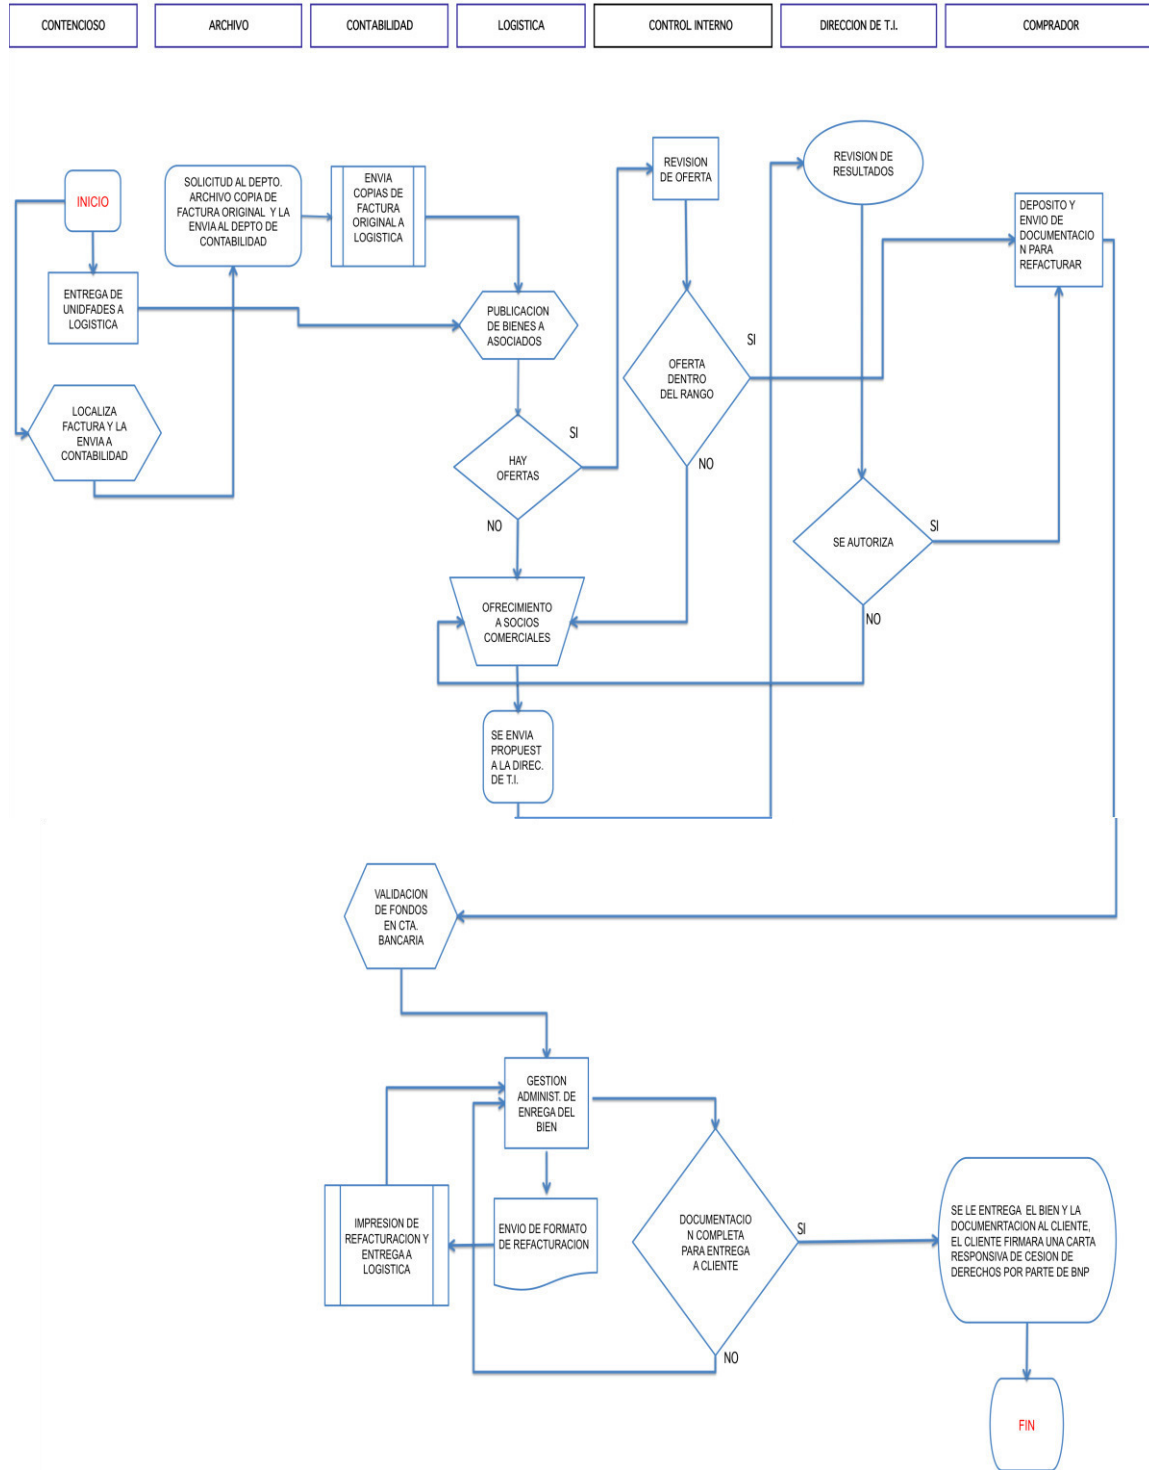 CONTENCIOSO
ARCHIVO
CONTABILIDAD
LOGISTICA
CONTROL INTERNO
DIRECCION DE T.I.
COMPRADOR
INICIO
SOLICITUD AL DEPTO.
ARCHIVO COPIA DE
FACTURA ORIGINAL Y LA
ENVIA AL DEPTO DE
CONTABILIDAD
ENVIA
COPIAS DE
FACTURA
ORIGINAL A
LOGISTICA
REVISION
DE OFERTA
REVISION DE
RESULTADOS
DEPOSITO Y
ENVIO DE
DOCUMENTACIO
N PARA
REFACTURAR
ENTREGA DE
UNIDFADES A
LOGISTICA
PUBLICACION
DE BIENES A
ASOCIADOS
OFERTA
DENTRO
DEL RANGO
SI
NO
LOCALIZA
FACTURA Y LA
ENVIA A
CONTABILIDAD
HAY
OFERTAS
SI
NO
SE AUTORIZA
SI
NO
OFRECIMIENTO
A SOCIOS
COMERCIALES
SE ENVIA
PROPUEST
A LA DIREC.
DE T.I.
VALIDACION
DE FONDOS
EN CTA.
BANCARIA
GESTION
ADMINIST. DE
ENREGA DEL
BIEN
IMPRESION DE
REFACTURACION Y
ENTREGA A
LOGISTICA
ENVIO DE FORMATO
DE REFACTURACION
DOCUMENTACIO
N COMPLETA
PARA ENTREGA
A CLIENTE
SI
NO
SE LE ENTREGA EL BIEN Y LA
DOCUMENRTACION AL CLIENTE,
EL CLIENTE FIRMARA UNA CARTA
RESPONSIVA DE CESION DE
DERECHOS POR PARTE DE BNP
FIN